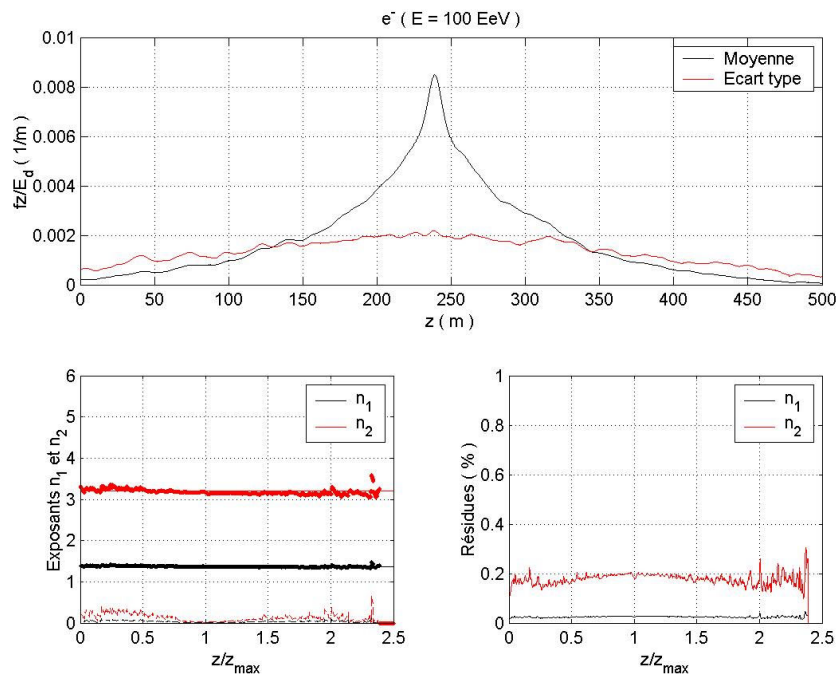 e⁻ ( E = 100 EeV )
0.01
0.008
0.006
0.004
0.002
0
fz/E_d ( 1/m )
Moyenne
Ecart type
0 50 100 150 200 250 300 350 400 450 500
z ( m )
6
5
4
3
2
1
0
Exposants n_1 et n_2
n_1
n_2
0 0.5 1 1.5 2 2.5
z/z_max
1
0.8
0.6
0.4
0.2
0
Résidues ( % )
n_1
n_2
0 0.5 1 1.5 2 2.5
z/z_max